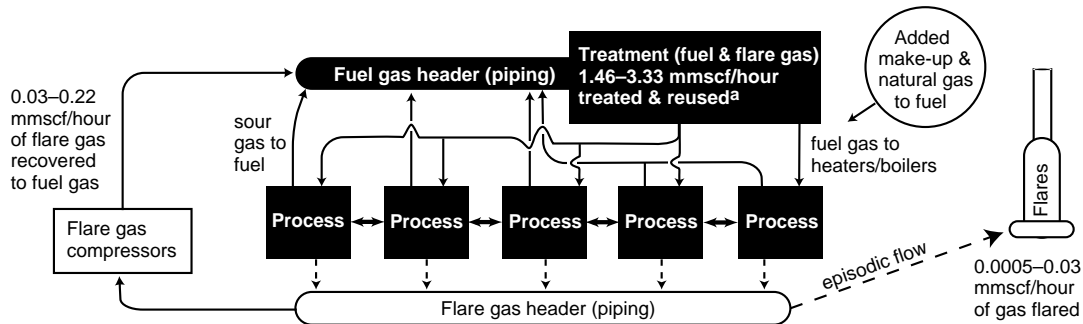 Treatment (fuel & flare gas)
1.46–3.33 mmscf/hour
treated & reusedᵃ
Fuel gas header (piping)
Added
make-up &
natural gas
to fuel
0.03–0.22
mmscf/hour
of flare gas
recovered
to fuel gas
sour
gas to
fuel
fuel gas to
heaters/boilers
Flares
Process
Process
Process
Process
Process
Flare gas
compressors
episodic flow
0.0005–0.03
mmscf/hour
of gas flared
Flare gas header (piping)